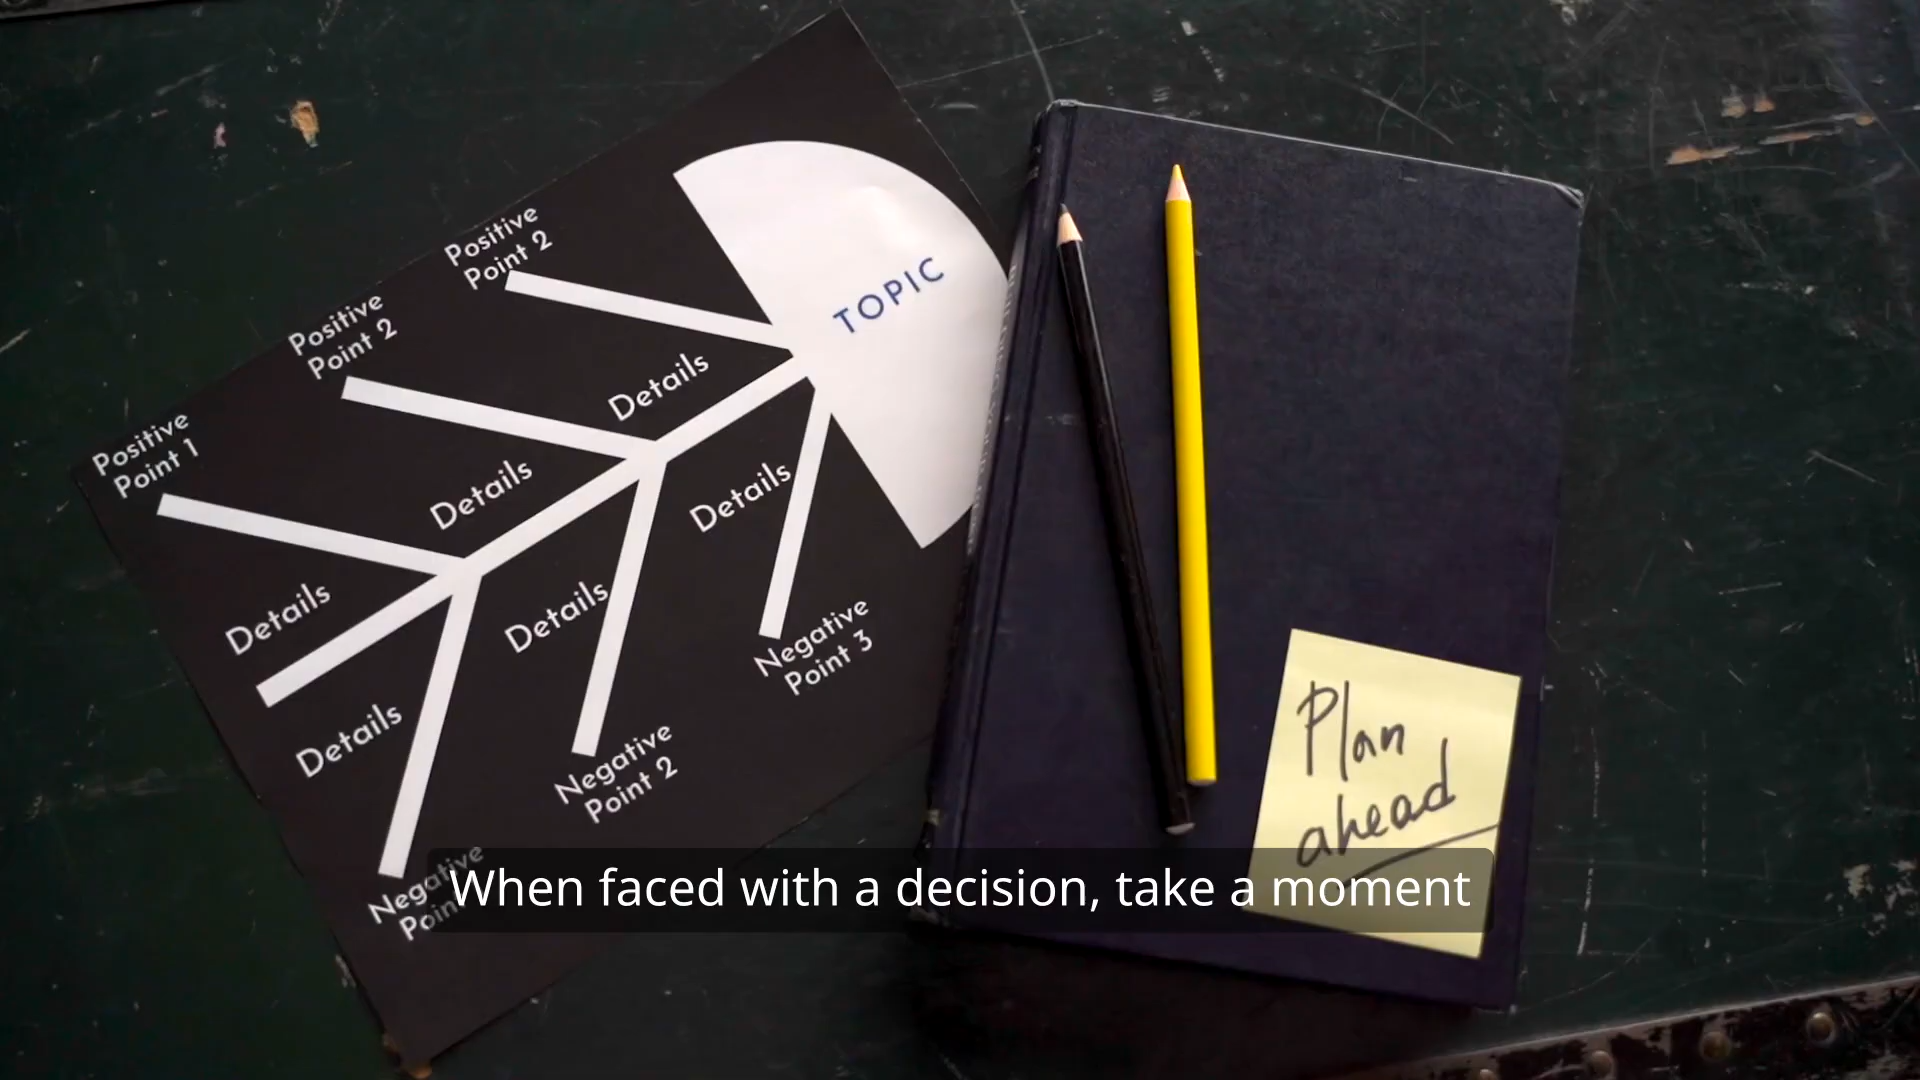 Positive
Point 2
TOPIC
Positive
Point 2
Details
Positive
Point 1
Details
Details
Details
Details
Negative
Point 3
Details
Negative
Point 2
Negative
Plan
ahead
When faced with a decision, take a moment